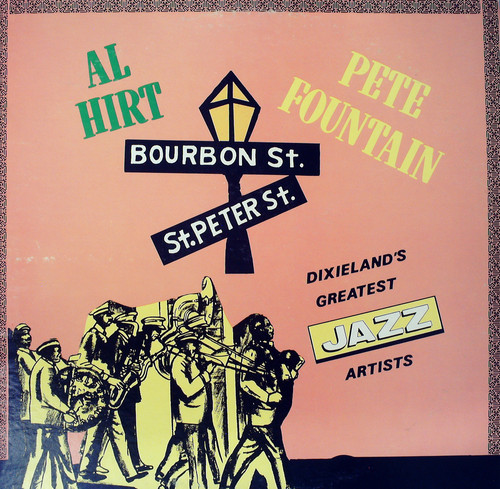 AL
HIRT
PETE
FOUNTAIN
BOURBON St.
St.PETER St.
DIXIELAND'S
GREATEST
JAZZ
ARTISTS